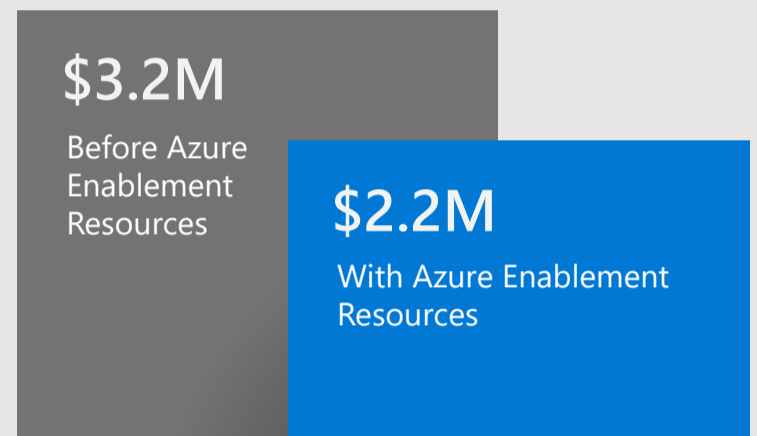 $3.2M
Before Azure
Enablement
Resources
$2.2M
With Azure Enablement
Resources